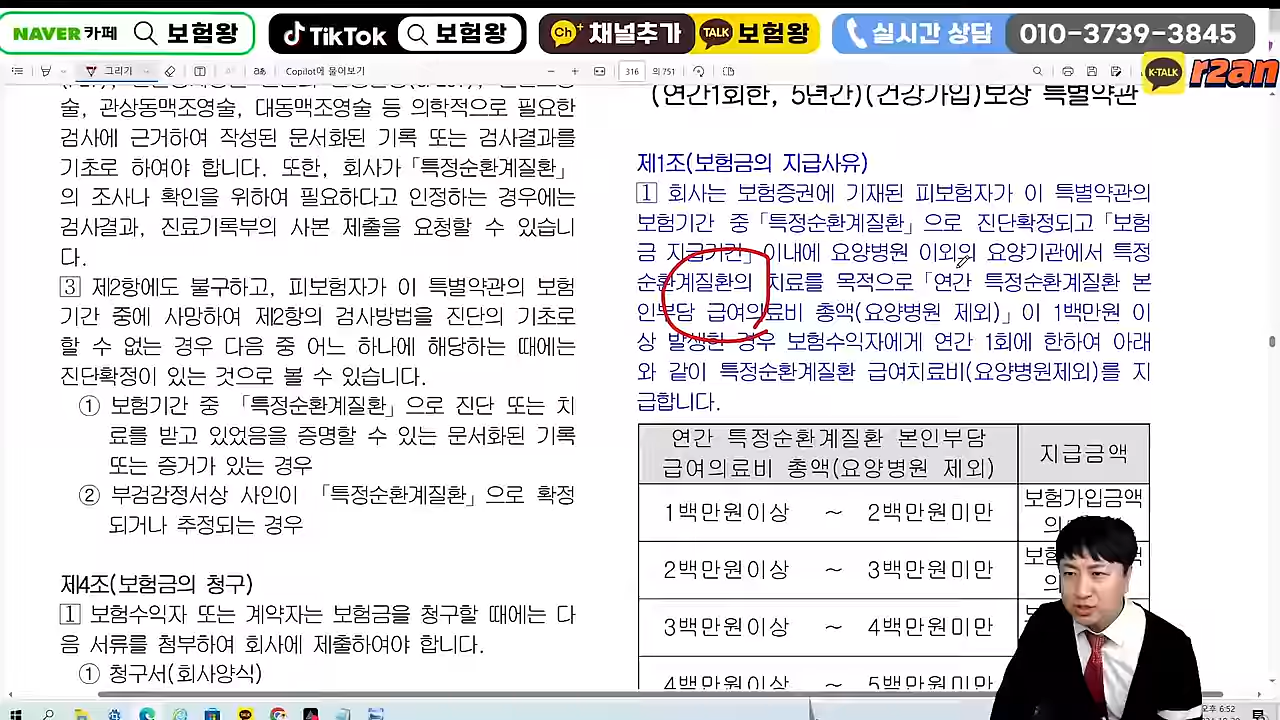 NAVER 카페 보험왕
TikTok 보험왕
Ch+ 채널추가 TALK 보험왕
실시간 상담 010-3739-3845
그리기
Copilot에 물어보기
316 의 751
K-TALK r2an
술, 관상동맥조영술, 대동맥조영술 등 의학적으로 필요한
검사에 근거하여 작성된 문서화된 기록 또는 검사결과를
기초로 하여야 합니다. 또한, 회사가「특정순환계질환」
의 조사나 확인을 위하여 필요하다고 인정하는 경우에는
검사결과, 진료기록부의 사본 제출을 요청할 수 있습니
다.
3 제2항에도 불구하고, 피보험자가 이 특별약관의 보험
기간 중에 사망하여 제2항의 검사방법을 진단의 기초로
할 수 없는 경우 다음 중 어느 하나에 해당하는 때에는
진단확정이 있는 것으로 볼 수 있습니다.
① 보험기간 중 「특정순환계질환」으로 진단 또는 치
료를 받고 있었음을 증명할 수 있는 문서화된 기록
또는 증거가 있는 경우
② 부검감정서상 사인이 「특정순환계질환」으로 확정
되거나 추정되는 경우
제4조(보험금의 청구)
1 보험수익자 또는 계약자는 보험금을 청구할 때에는 다
음 서류를 첨부하여 회사에 제출하여야 합니다.
① 청구서(회사양식)
(연간1회한, 5년간)(건강가입)보장 특별약관
제1조(보험금의 지급사유)
1 회사는 보험증권에 기재된 피보험자가 이 특별약관의
보험기간 중「특정순환계질환」으로 진단확정되고「보험
금 지급기간」이내에 요양병원 이외의 요양기관에서 특정
순환계질환의 치료를 목적으로「연간 특정순환계질환 본
인부담 급여의료비 총액(요양병원 제외)」이 1백만원 이
상 발생한 경우 보험수익자에게 연간 1회에 한하여 아래
와 같이 특정순환계질환 급여치료비(요양병원제외)를 지
급합니다.
연간 특정순환계질환 본인부담
급여의료비 총액(요양병원 제외)
지급금액
1백만원이상 ~ 2백만원미만
보험가입금액
의
2백만원이상 ~ 3백만원미만
의
3백만원이상 ~ 4백만원미만
4백만원이상 ~ 5백만원미만
오후 6:52